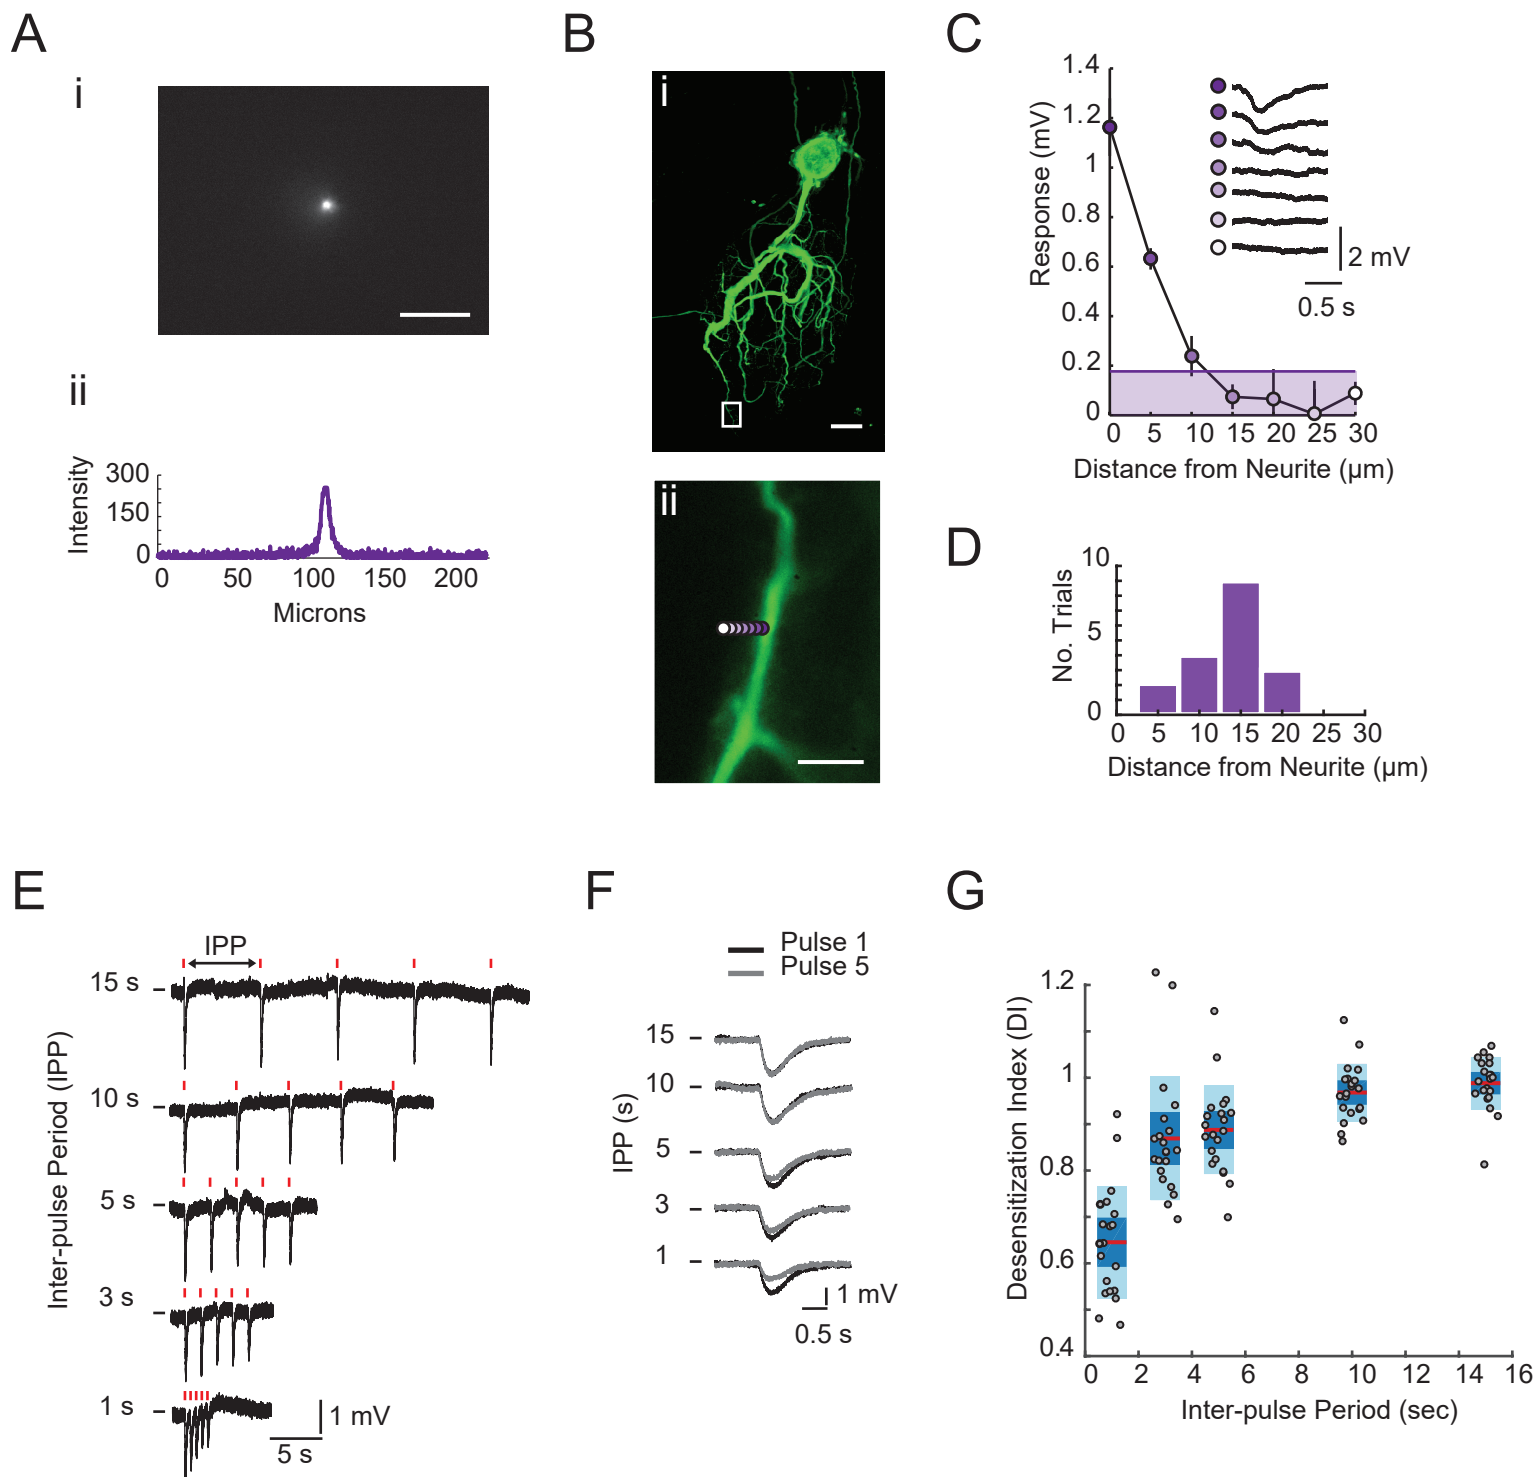 A
i
ii
300
150
0
Intensity
0 50 100 150 200
Microns
B
i
ii
C
1.4
1.2
1
0.8
0.6
0.4
0.2
0
Response (mV)
2 mV
0.5 s
0 5 10 15 20 25 30
Distance from Neurite (µm)
D
10
5
0
No. Trials
0 5 10 15 20 25 30
Distance from Neurite (µm)
E
IPP
15 s
10 s
5 s
3 s
1 s
Inter-pulse Period (IPP)
1 mV
5 s
F
Pulse 1
Pulse 5
15
10
5
3
1
IPP (s)
1 mV
0.5 s
G
1.2
1
0.8
0.6
0.4
Desensitization Index (DI)
0 2 4 6 8 10 12 14 16
Inter-pulse Period (sec)